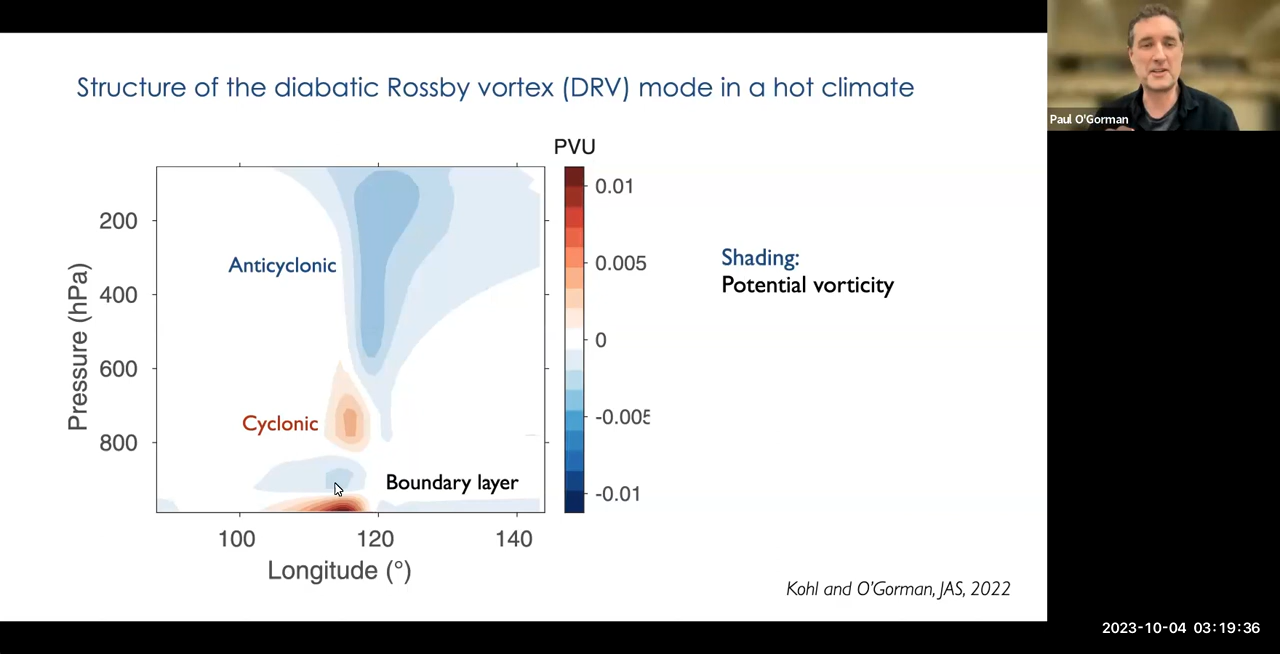 Structure of the diabatic Rossby vortex (DRV) mode in a hot climate
Paul O'Gorman
PVU
0.01
0.005
0
-0.005
-0.01
Pressure (hPa)
200
400
600
800
Anticyclonic
Cyclonic
Boundary layer
100 120 140
Longitude (°)
Shading:
Potential vorticity
Kohl and O'Gorman, JAS, 2022
2023-10-04 03:19:36